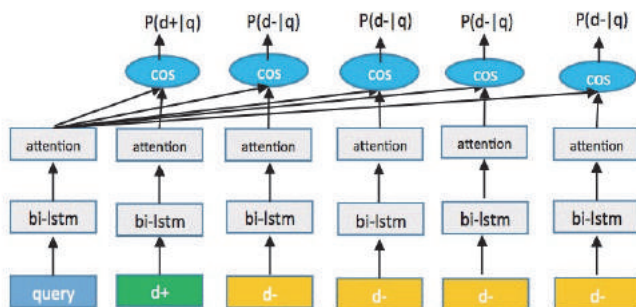 P(d+|q) P(d-|q) P(d-|q) P(d-|q) P(d-|q)
cos cos cos cos cos
attention attention attention attention attention attention
bi-lstm bi-lstm bi-lstm bi-lstm bi-lstm bi-lstm
query d+ d- d- d- d-